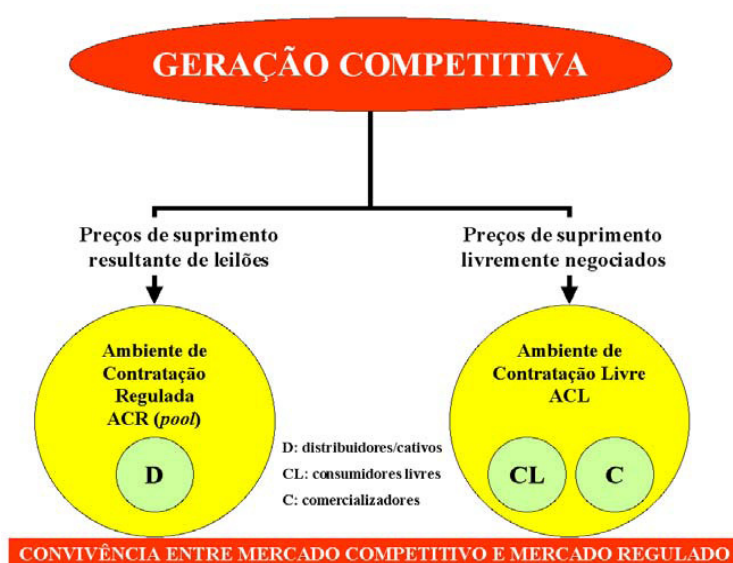 GERAÇÃO COMPETITIVA
Preços de suprimento
resultante de leilões
Preços de suprimento
livremente negociados
Ambiente de
Contratação
Regulada
ACR (pool)
D
D: distribuidores/cativos
CL: consumidores livres
C: comercializadores
Ambiente de
Contratação Livre
ACL
CL
C
CONVIVÊNCIA ENTRE MERCADO COMPETITIVO E MERCADO REGULADO